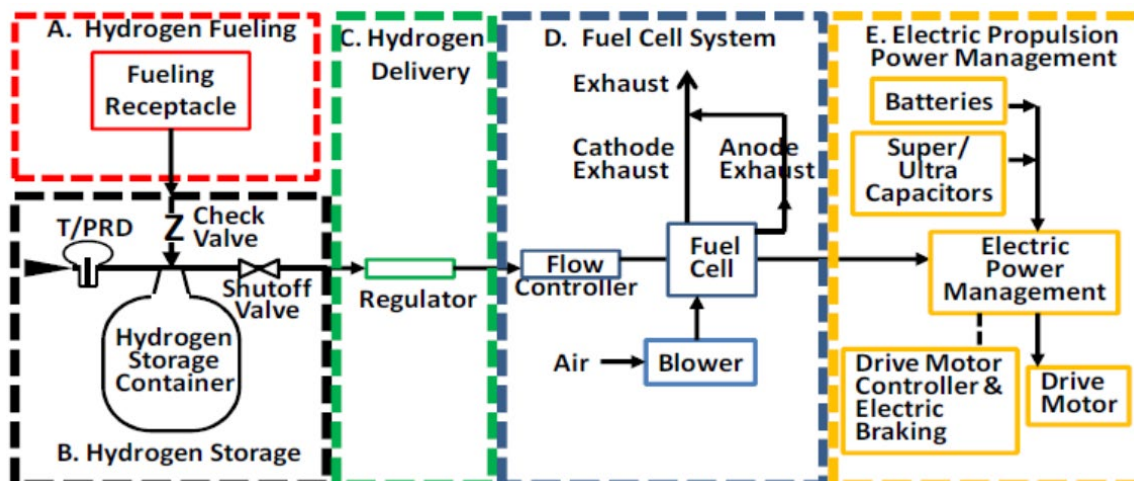 A. Hydrogen Fueling
Fueling
Receptacle
T/PRD
Z
Check
Valve
Shutoff
Valve
Hydrogen
Storage
Container
B. Hydrogen Storage
C. Hydrogen
Delivery
Regulator
D. Fuel Cell System
Exhaust
Cathode
Exhaust
Anode
Exhaust
Flow
Controller
Fuel
Cell
Air
Blower
E. Electric Propulsion
Power Management
Batteries
Super/
Ultra
Capacitors
Electric
Power
Management
Drive Motor
Controller &
Electric
Braking
Drive
Motor